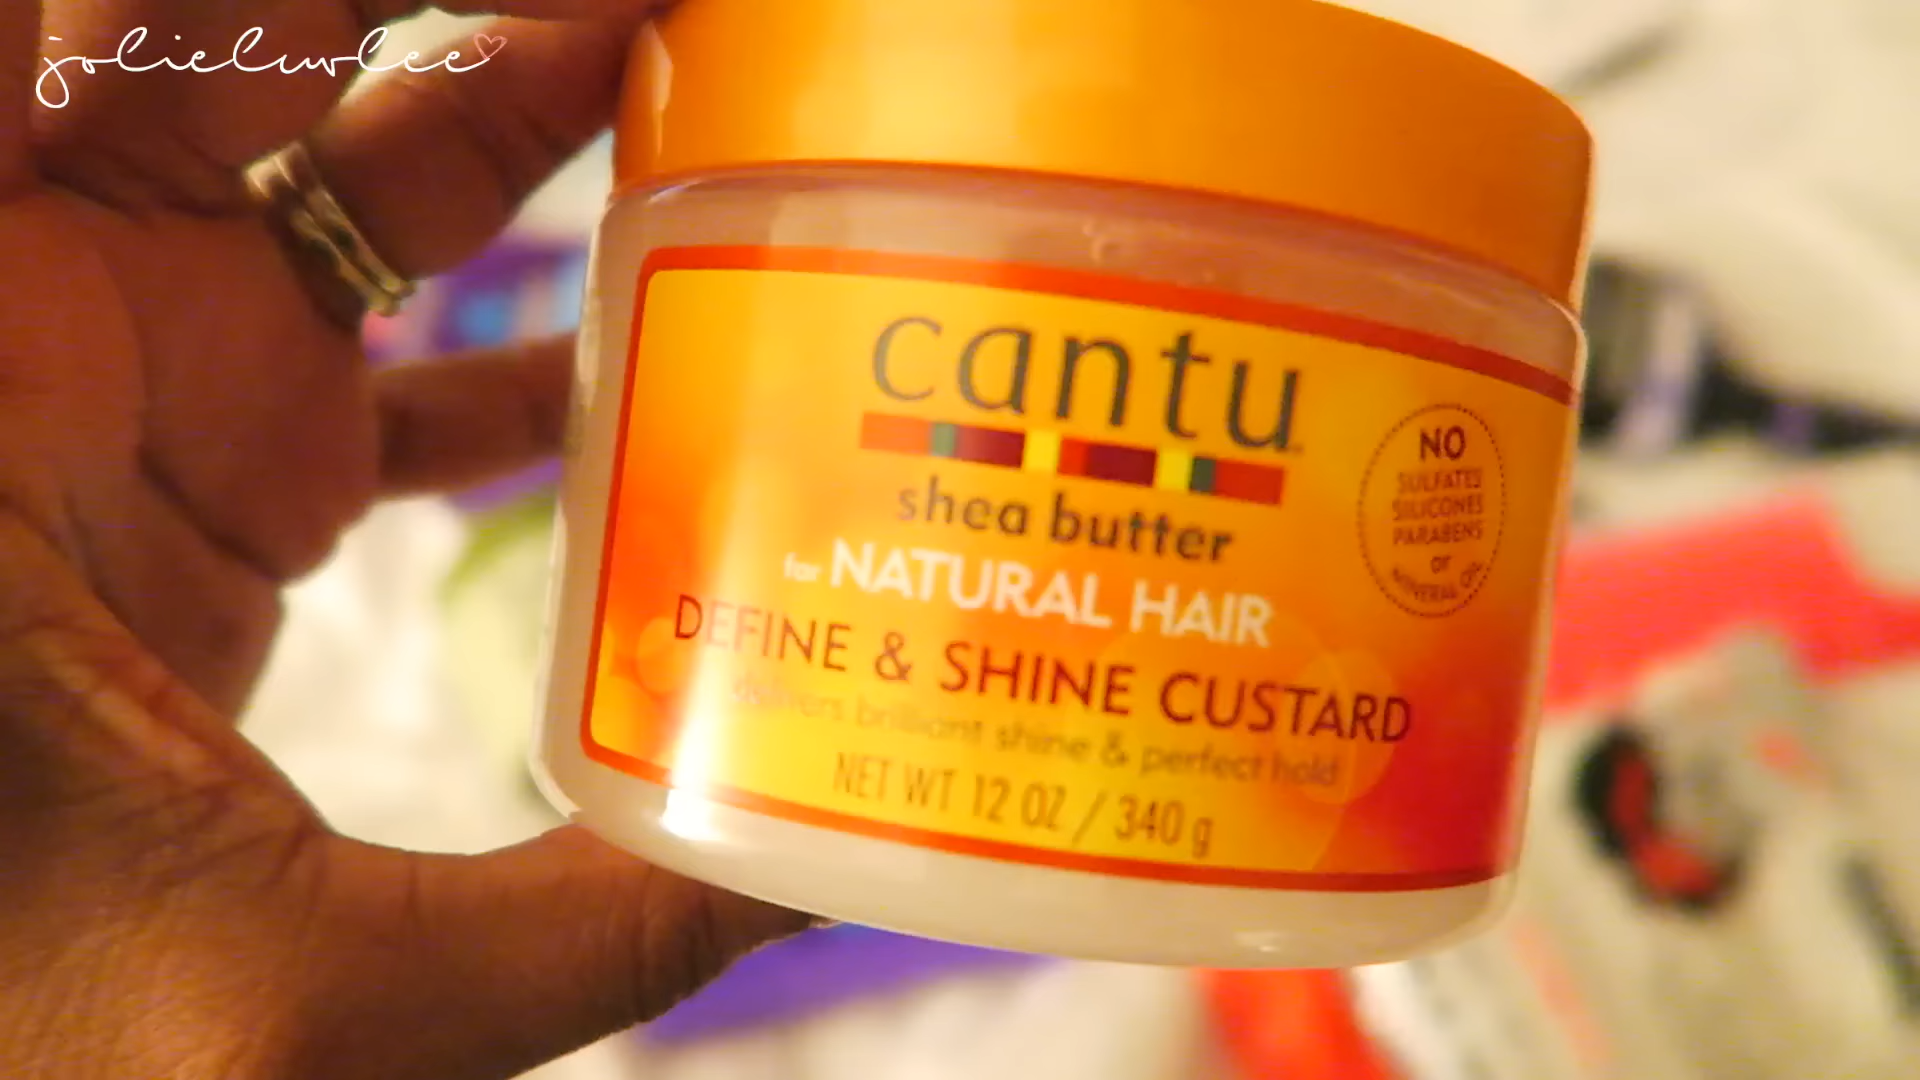 jolieluvlee
cantu
shea butter
for NATURAL HAIR
DEFINE & SHINE CUSTARD
delivers brilliant shine & perfect hold
NET WT 12 OZ / 340 g
NO
SULFATES
SILICONES
PARABENS
or
MINERAL OIL